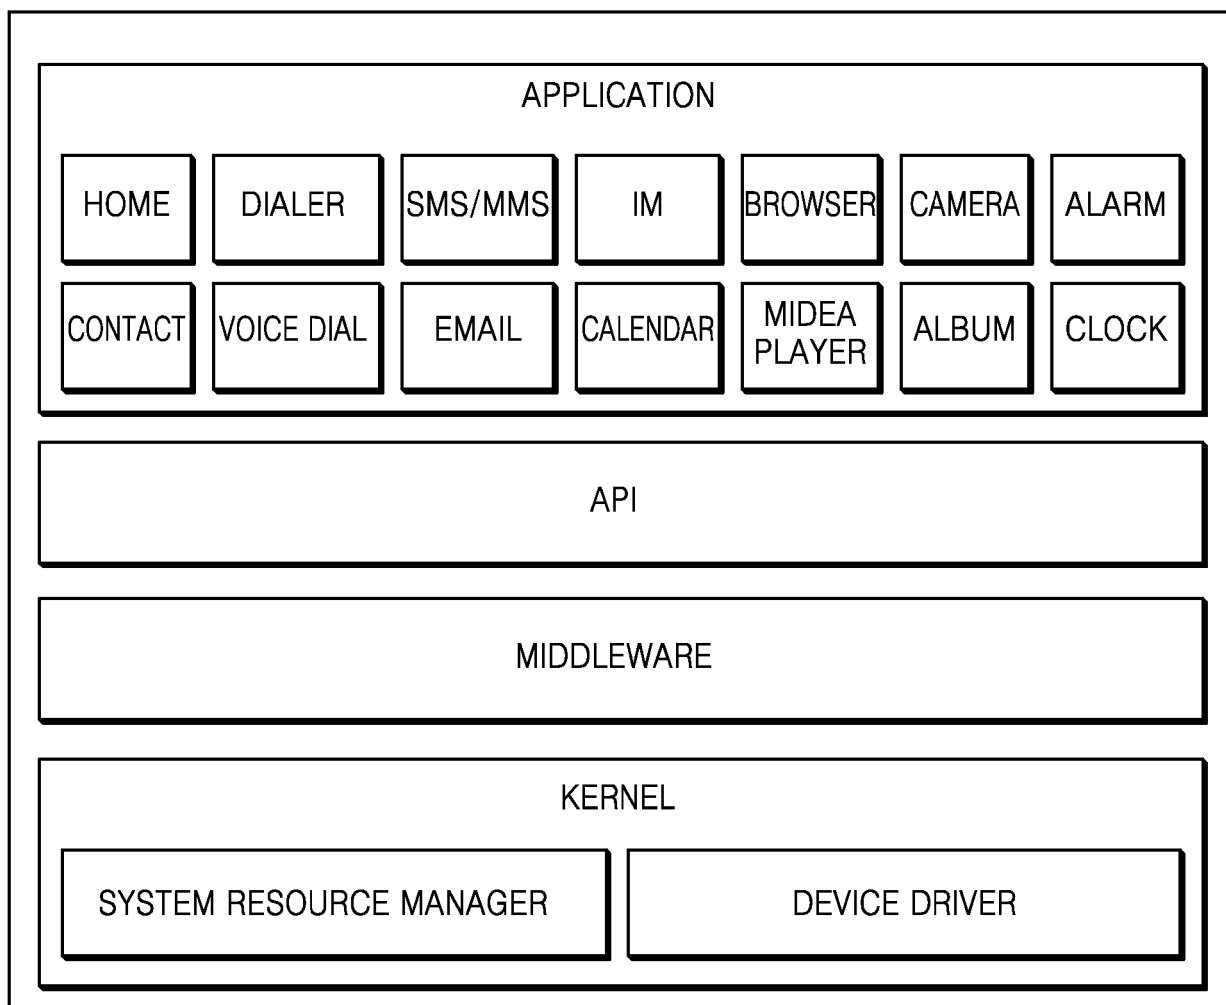 APPLICATION
HOME
DIALER
SMS/MMS
IM
BROWSER
CAMERA
ALARM
CONTACT
VOICE DIAL
EMAIL
CALENDAR
MIDEA
PLAYER
ALBUM
CLOCK
API
MIDDLEWARE
KERNEL
SYSTEM RESOURCE MANAGER
DEVICE DRIVER